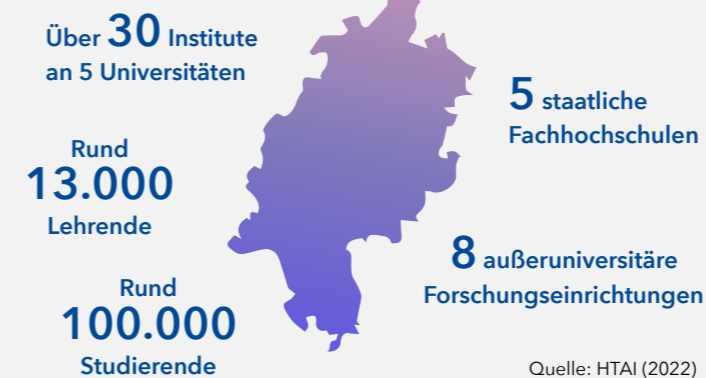 Über 30 Institute
an 5 Universitäten
5 staatliche
Fachhochschulen
Rund
13.000
Lehrende
8 außeruniversitäre
Forschungseinrichtungen
Rund
100.000
Studierende
Quelle: HTAI (2022)